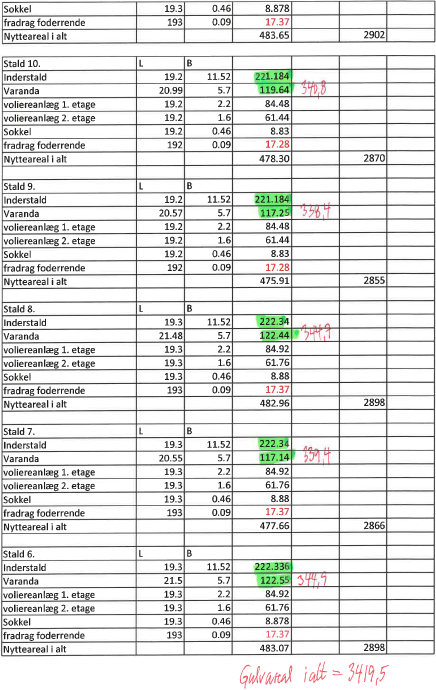 Sokkel 19.3 0.46 8.878
fradrag foderrende 193 0.09 17.37
Nytteareal i alt 483.65 2902
Stald 10. L B
Inderstald 19.2 11.52 221.184
Varanda 20.99 5.7 119.64 340,8
voliereanlæg 1. etage 19.2 2.2 84.48
voliereanlæg 2. etage 19.2 1.6 61.44
Sokkel 19.2 0.46 8.83
fradrag foderrende 192 0.09 17.28
Nytteareal i alt 478.30 2870
Stald 9. L B
Inderstald 19.2 11.52 221.184
Varanda 20.57 5.7 117.25 338,4
voliereanlæg 1. etage 19.2 2.2 84.48
voliereanlæg 2. etage 19.2 1.6 61.44
Sokkel 19.2 0.46 8.83
fradrag foderrende 192 0.09 17.28
Nytteareal i alt 475.91 2855
Stald 8. L B
Inderstald 19.3 11.52 222.34
Varanda 21.48 5.7 122.44 344,7
voliereanlæg 1. etage 19.3 2.2 84.92
voliereanlæg 2. etage 19.3 1.6 61.76
Sokkel 19.3 0.46 8.88
fradrag foderrende 193 0.09 17.37
Nytteareal i alt 482.96 2898
Stald 7. L B
Inderstald 19.3 11.52 222.34
Varanda 20.55 5.7 117.14 339,4
voliereanlæg 1. etage 19.3 2.2 84.92
voliereanlæg 2. etage 19.3 1.6 61.76
Sokkel 19.3 0.46 8.88
fradrag foderrende 193 0.09 17.37
Nytteareal i alt 477.66 2866
Stald 6. L B
Inderstald 19.3 11.52 222.336
Varanda 21.5 5.7 122.55 344,9
voliereanlæg 1. etage 19.3 2.2 84.92
voliereanlæg 2. etage 19.3 1.6 61.76
Sokkel 19.3 0.46 8.878
fradrag foderrende 193 0.09 17.37
Nytteareal i alt 483.07 2898
Gulvareal ialt = 3419,5